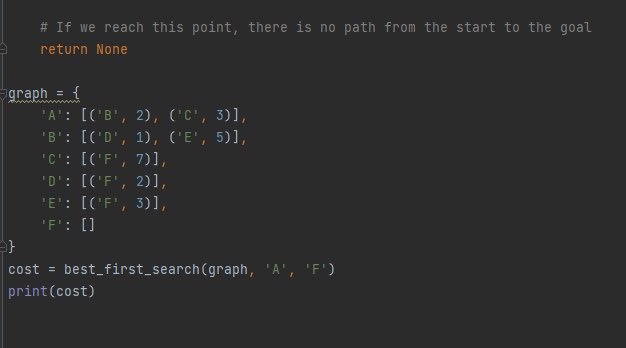 # If we reach this point, there is no path from the start to the goal
return None
graph = {
'A': [('B', 2), ('C', 3)],
'B': [('D', 1), ('E', 5)],
'C': [('F', 7)],
'D': [('F', 2)],
'E': [('F', 3)],
'F': []
}
cost = best_first_search(graph, 'A', 'F')
print(cost)